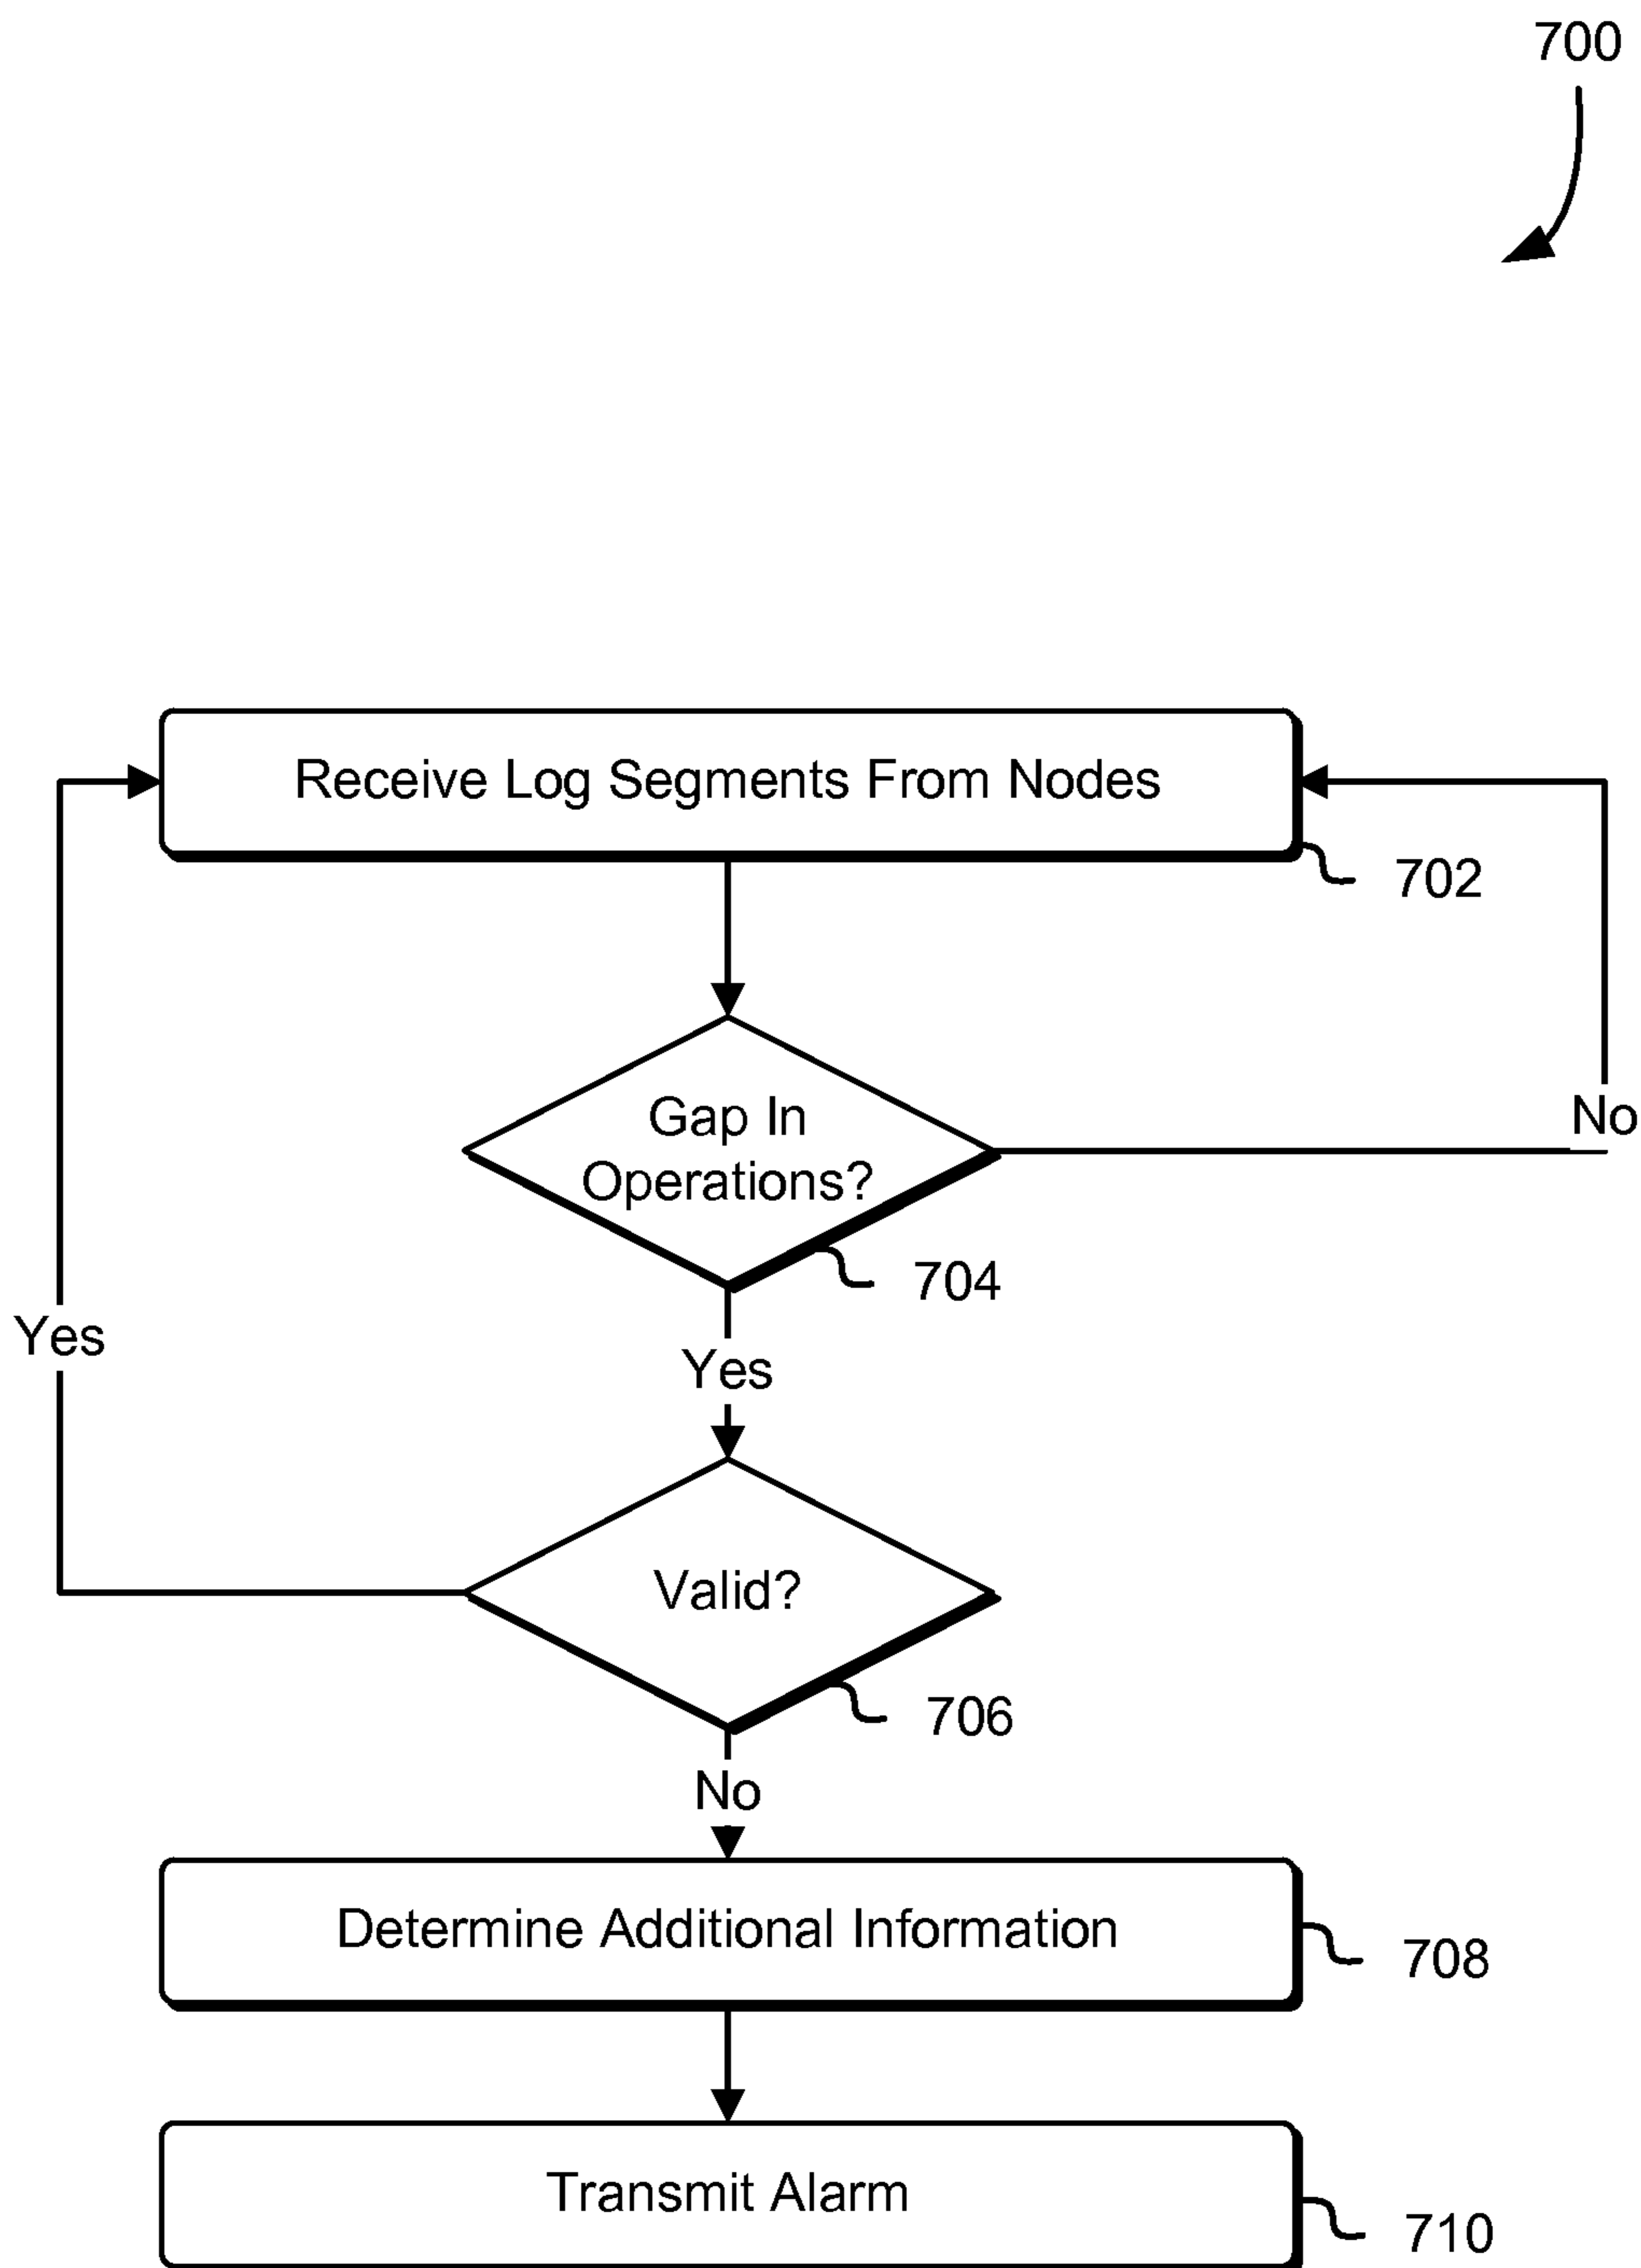 700
Receive Log Segments From Nodes
702
Gap In
Operations?
No
704
Yes
Yes
Valid?
706
No
Determine Additional Information
708
Transmit Alarm
710